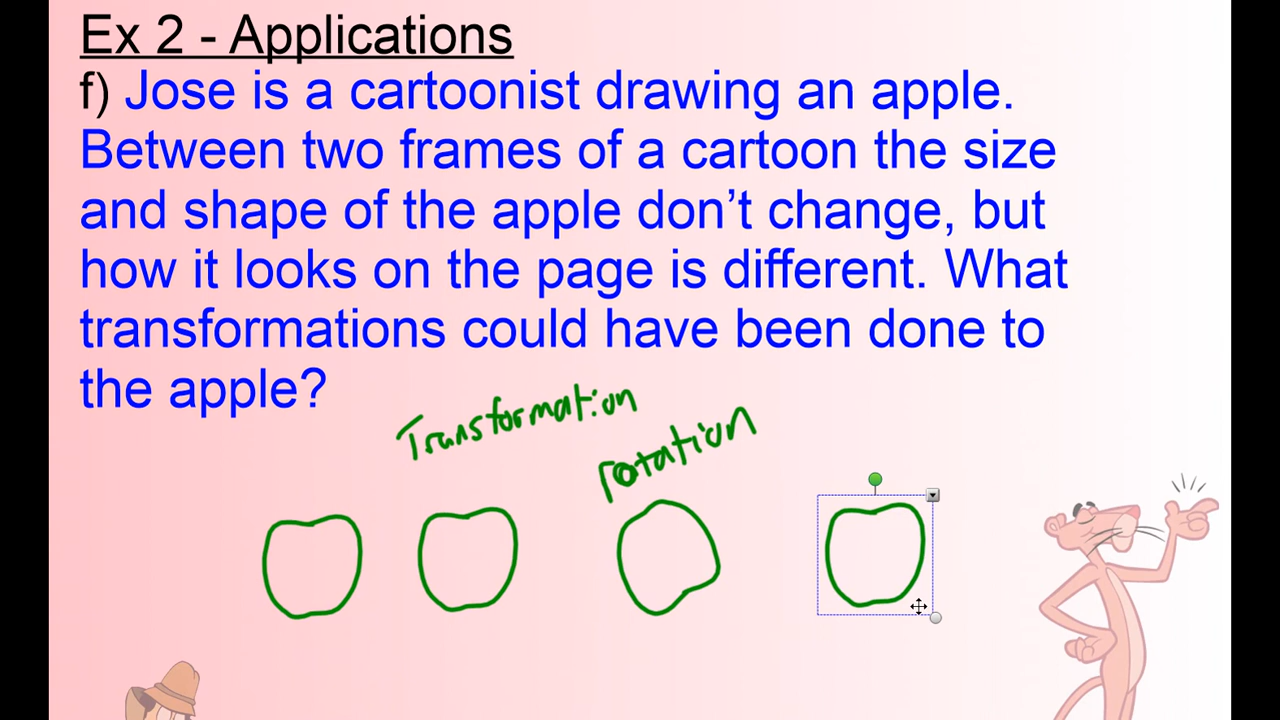 Ex 2 - Applications
f) Jose is a cartoonist drawing an apple.
Between two frames of a cartoon the size
and shape of the apple don’t change, but
how it looks on the page is different. What
transformations could have been done to
the apple?
Transformation
rotation